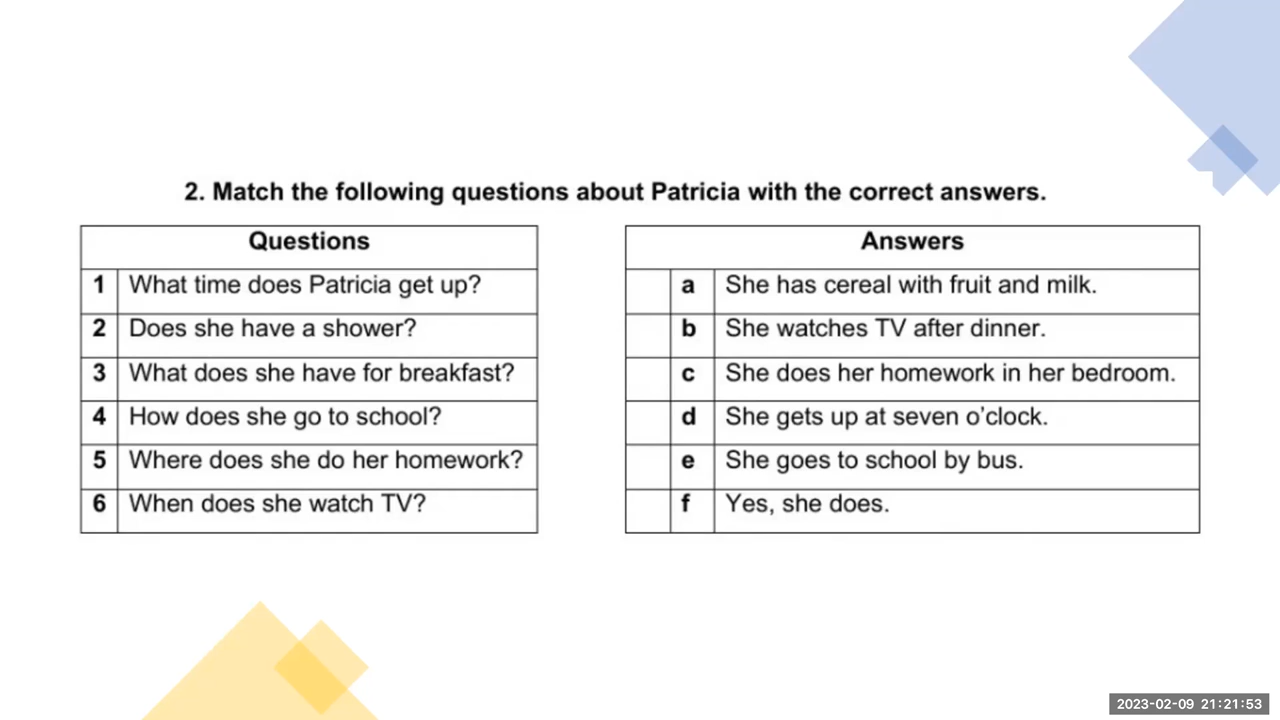 2. Match the following questions about Patricia with the correct answers.
Questions
1 What time does Patricia get up?
2 Does she have a shower?
3 What does she have for breakfast?
4 How does she go to school?
5 Where does she do her homework?
6 When does she watch TV?
Answers
a She has cereal with fruit and milk.
b She watches TV after dinner.
c She does her homework in her bedroom.
d She gets up at seven o’clock.
e She goes to school by bus.
f Yes, she does.
2023-02-09 21:21:53